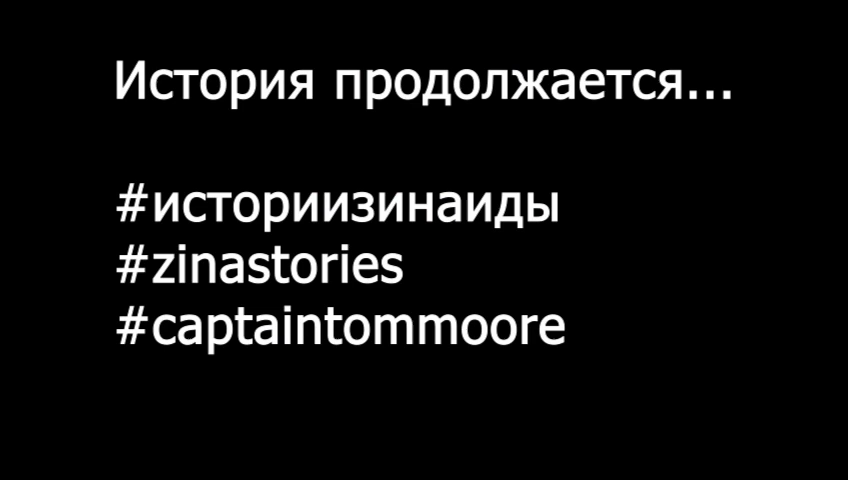 История продолжается...
#историизинаиды
#zinastories
#captaintommoore